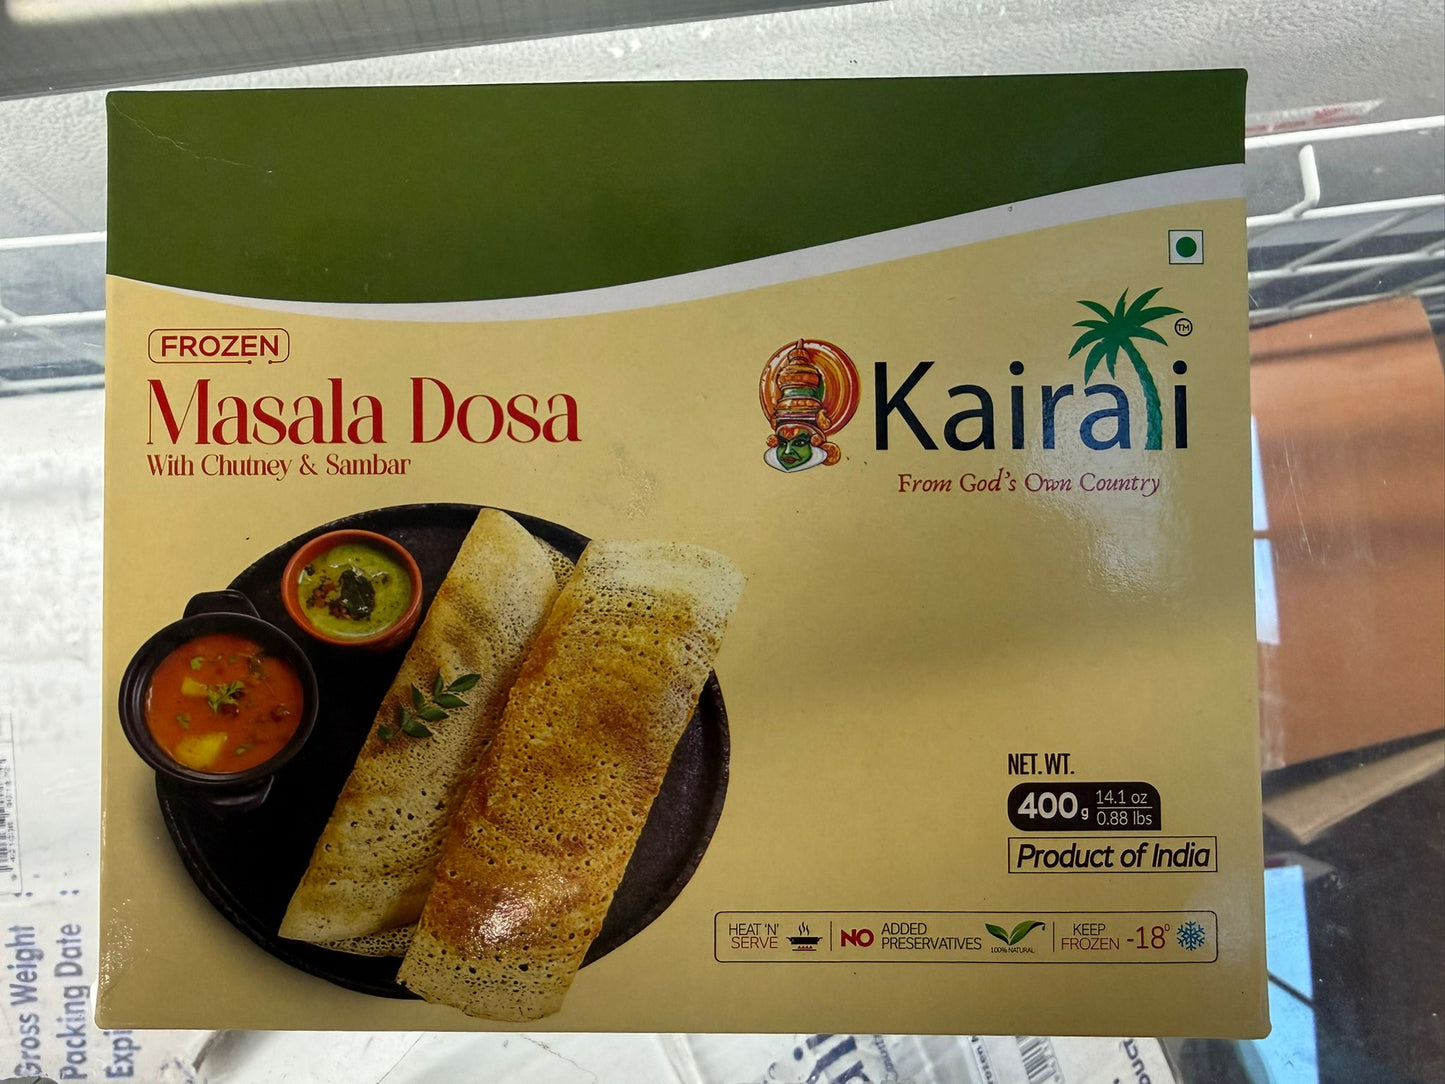 FROZEN
Masala Dosa
With Chutney & Sambar
Kairali
TM
From God's Own Country
NET. WT.
400g 14.1 oz
0.88 lbs
Product of India
HEAT 'N' SERVE
NO ADDED PRESERVATIVES
100% NATURAL
KEEP FROZEN -18°
Gross Weight :
Packing Date :